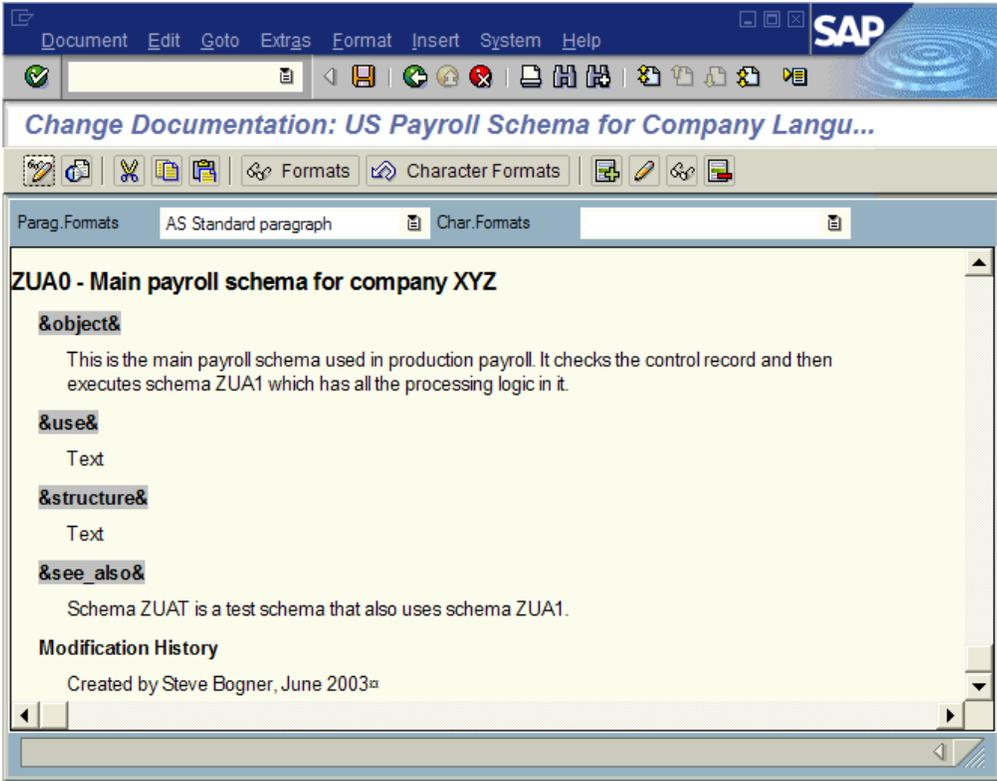 Document Edit Goto Extras Format Insert System Help
SAP
Change Documentation: US Payroll Schema for Company Langu...
Formats Character Formats
Parag.Formats AS Standard paragraph Char.Formats
ZUA0 - Main payroll schema for company XYZ
&object&
This is the main payroll schema used in production payroll. It checks the control record and then
executes schema ZUA1 which has all the processing logic in it.
&use&
Text
&structure&
Text
&see_also&
Schema ZUAT is a test schema that also uses schema ZUA1.
Modification History
Created by Steve Bogner, June 2003¤